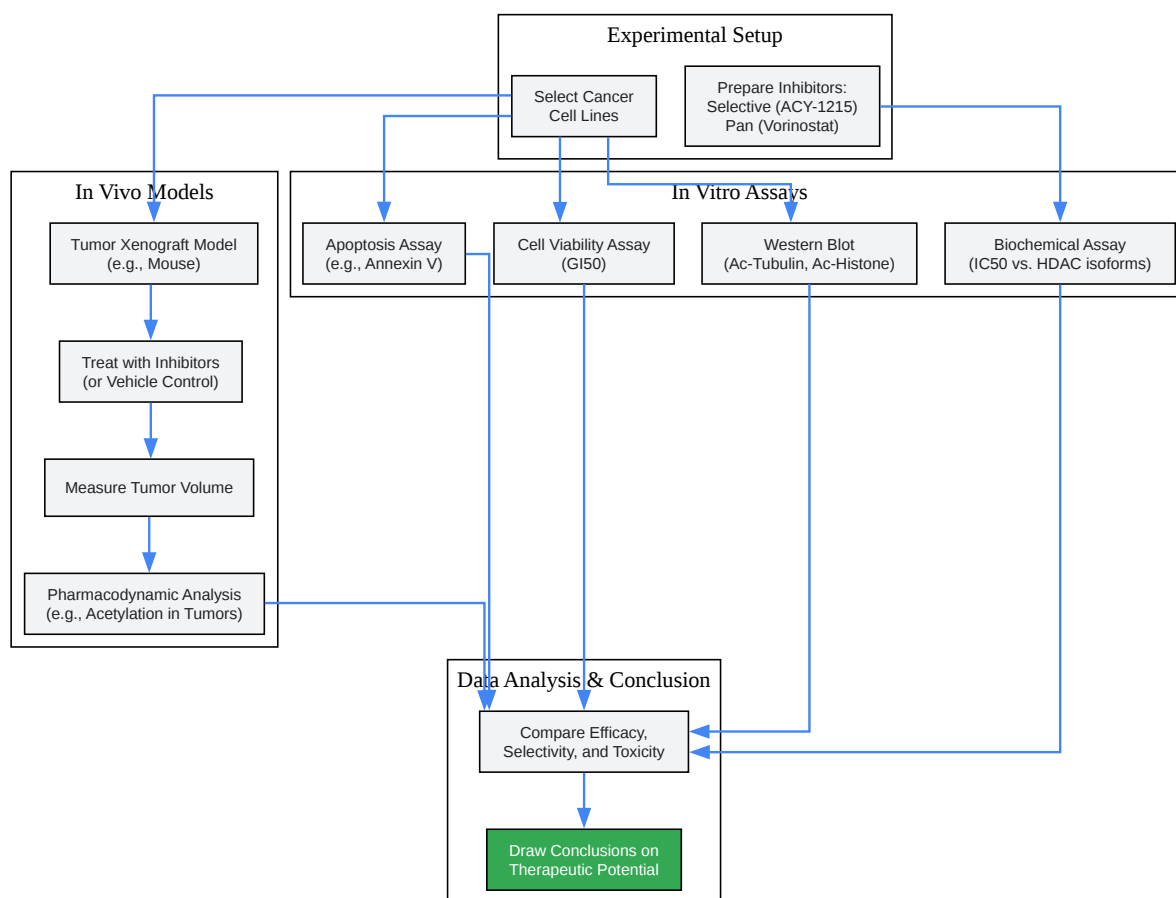 Experimental Setup
Select Cancer
Cell Lines
Prepare Inhibitors:
Selective (ACY-1215)
Pan (Vorinostat)
In Vivo Models
Tumor Xenograft Model
(e.g., Mouse)
Treat with Inhibitors
(or Vehicle Control)
Measure Tumor Volume
Pharmacodynamic Analysis
(e.g., Acetylation in Tumors)
In Vitro Assays
Apoptosis Assay
(e.g., Annexin V)
Cell Viability Assay
(GI50)
Western Blot
(Ac-Tubulin, Ac-Histone)
Biochemical Assay
(IC50 vs. HDAC isoforms)
Data Analysis & Conclusion
Compare Efficacy,
Selectivity, and Toxicity
Draw Conclusions on
Therapeutic Potential